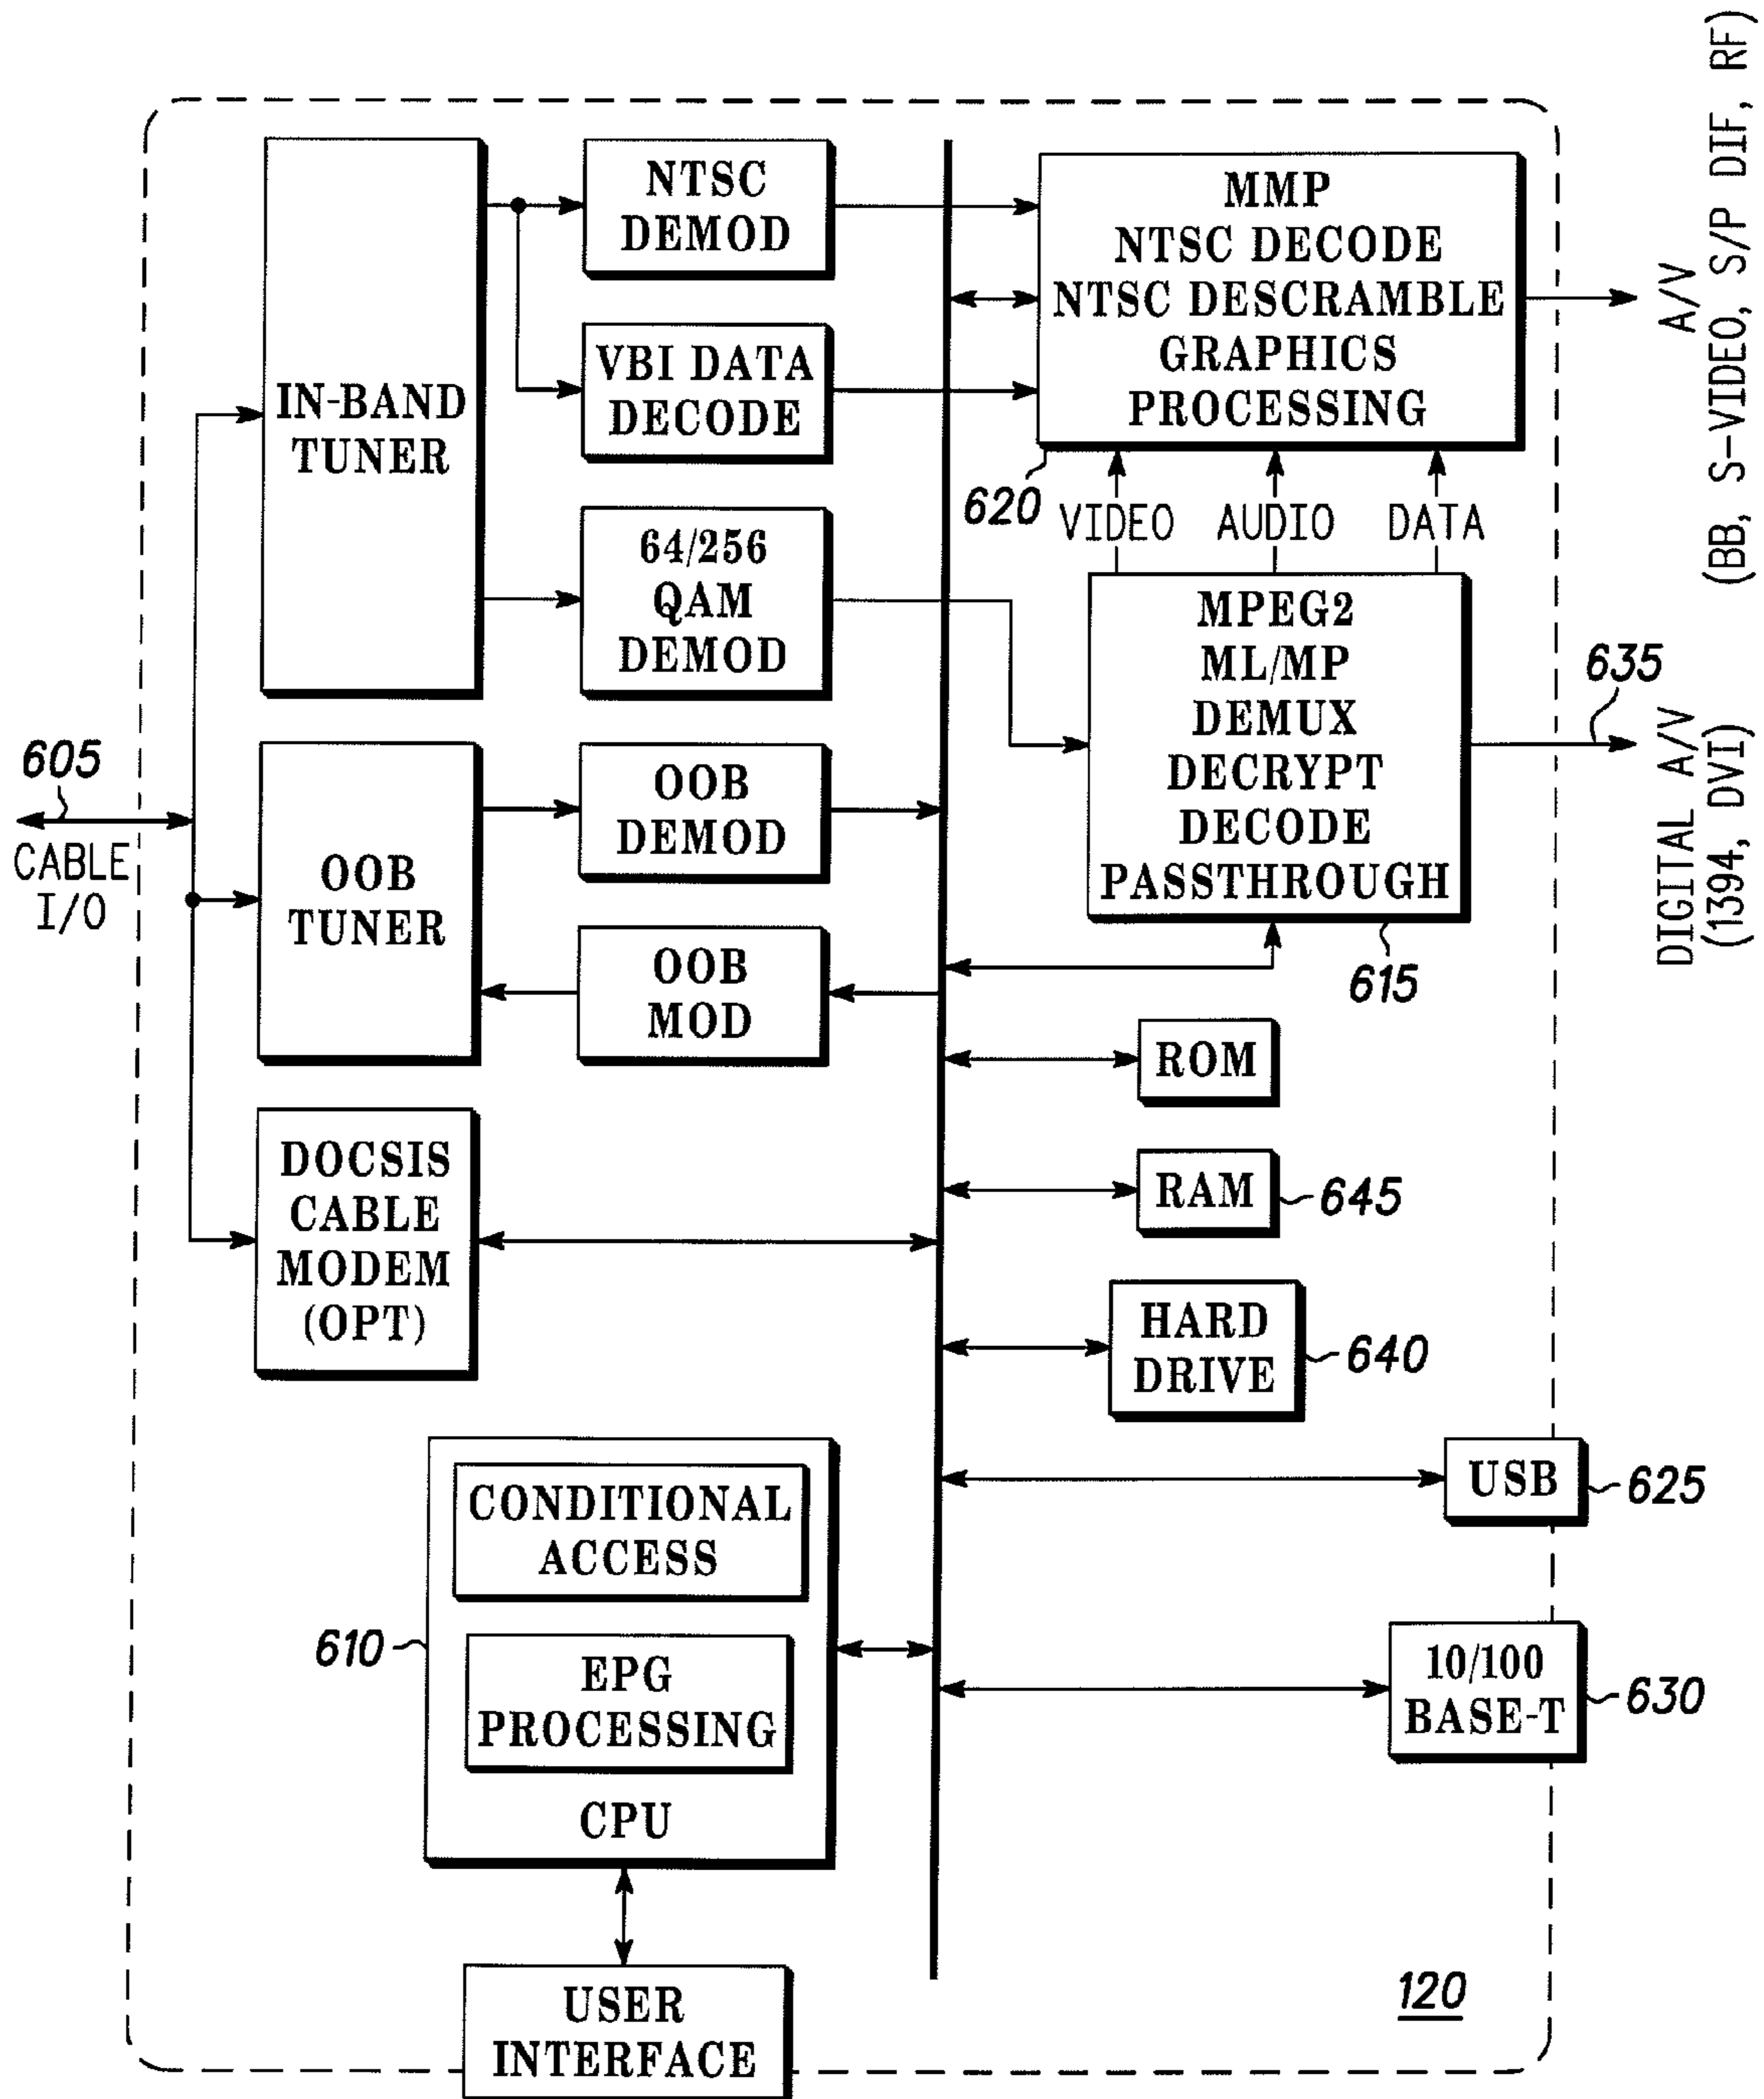 IN-BAND
TUNER
NTSC
DEMOD
VBI DATA
DECODE
64/256
QAM
DEMOD
MMP
NTSC DECODE
NTSC DESCRAMBLE
GRAPHICS
PROCESSING
620
VIDEO
AUDIO
DATA
A/V
(BB, S-VIDEO, S/P DIF, RF)
MPEG2
ML/MP
DEMUX
DECRYPT
DECODE
PASSTHROUGH
615
635
DIGITAL A/V
(1394, DVI)
605
CABLE
I/O
OOB
TUNER
OOB
DEMOD
OOB
MOD
ROM
RAM
645
DOCSIS
CABLE
MODEM
(OPT)
HARD
DRIVE
640
USB
625
10/100
BASE-T
630
610
CONDITIONAL
ACCESS
EPG
PROCESSING
CPU
USER
INTERFACE
120